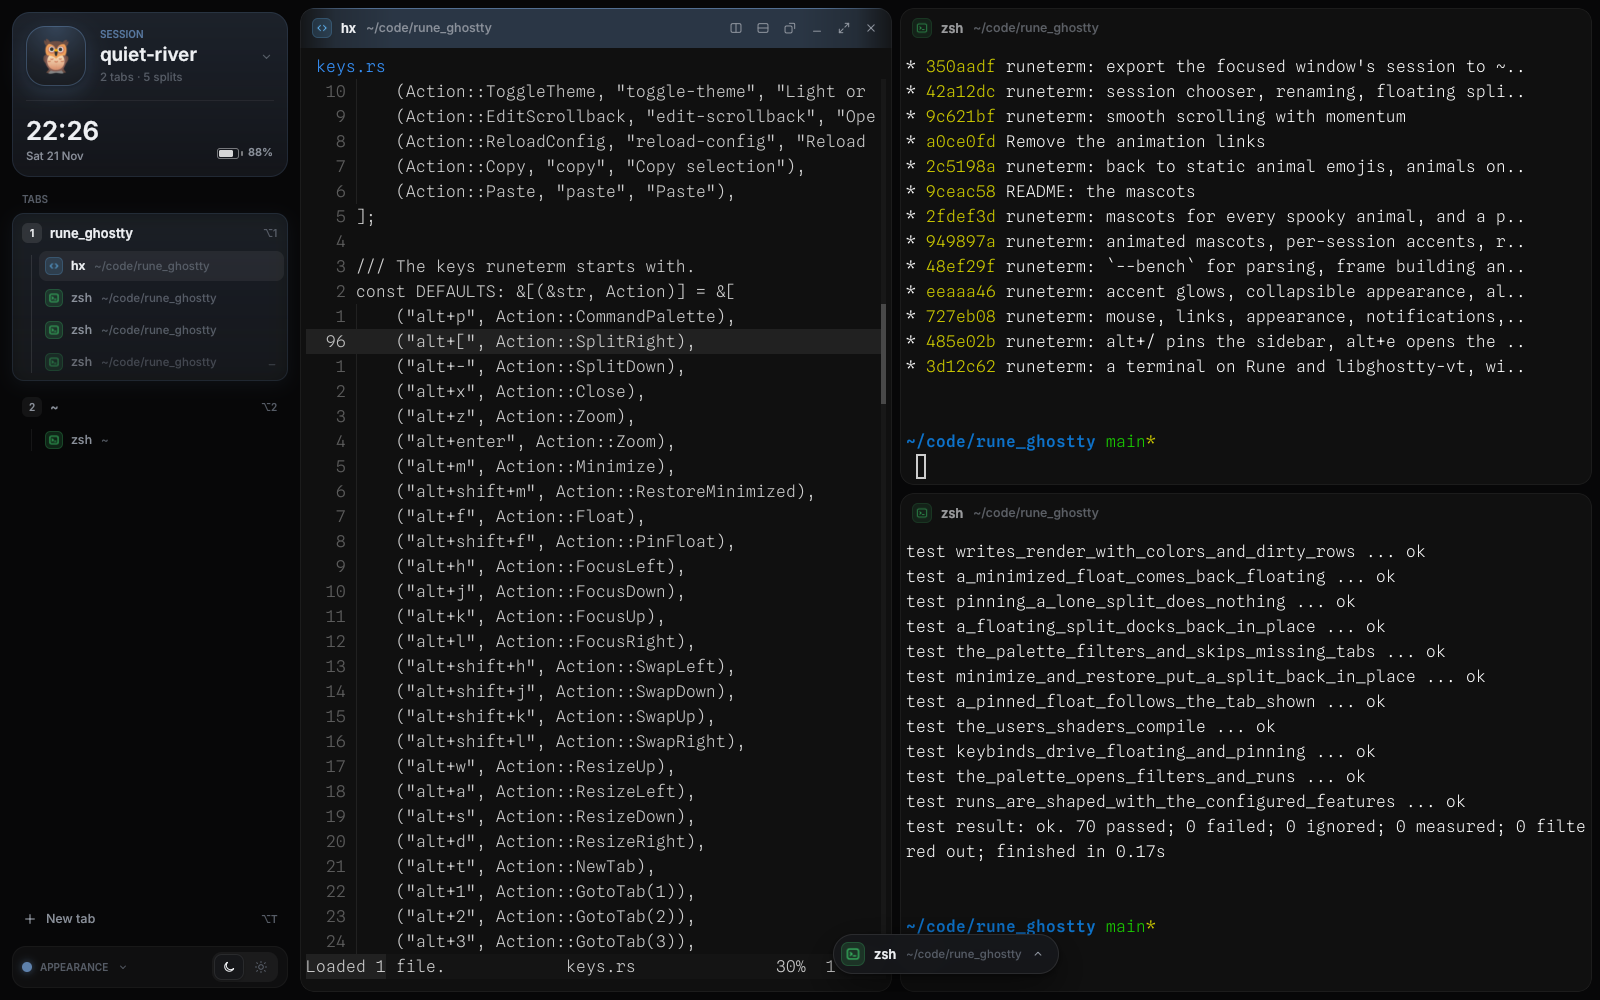 SESSION
quiet-river
2 tabs · 5 splits
22:26
Sat 21 Nov
88%
TABS
1 rune_ghostty ⌥1
hx ~/code/rune_ghostty
zsh ~/code/rune_ghostty
zsh ~/code/rune_ghostty
zsh ~/code/rune_ghostty
2 ~ ⌥2
zsh ~
+ New tab ⌥T
APPEARANCE
hx ~/code/rune_ghostty
keys.rs
10 (Action::ToggleTheme, "toggle-theme", "Light or
9 (Action::EditScrollback, "edit-scrollback", "Ope
8 (Action::ReloadConfig, "reload-config", "Reload
7 (Action::Copy, "copy", "Copy selection"),
6 (Action::Paste, "paste", "Paste"),
5 ];
4
3 /// The keys runeterm starts with.
2 const DEFAULTS: &[(&str, Action)] = &[
1 ("alt+p", Action::CommandPalette),
96 ("alt+[", Action::SplitRight),
1 ("alt+-", Action::SplitDown),
2 ("alt+x", Action::Close),
3 ("alt+z", Action::Zoom),
4 ("alt+enter", Action::Zoom),
5 ("alt+m", Action::Minimize),
6 ("alt+shift+m", Action::RestoreMinimized),
7 ("alt+f", Action::Float),
8 ("alt+shift+f", Action::PinFloat),
9 ("alt+h", Action::FocusLeft),
10 ("alt+j", Action::FocusDown),
11 ("alt+k", Action::FocusUp),
12 ("alt+l", Action::FocusRight),
13 ("alt+shift+h", Action::SwapLeft),
14 ("alt+shift+j", Action::SwapDown),
15 ("alt+shift+k", Action::SwapUp),
16 ("alt+shift+l", Action::SwapRight),
17 ("alt+w", Action::ResizeUp),
18 ("alt+a", Action::ResizeLeft),
19 ("alt+s", Action::ResizeDown),
20 ("alt+d", Action::ResizeRight),
21 ("alt+t", Action::NewTab),
22 ("alt+1", Action::GotoTab(1)),
23 ("alt+2", Action::GotoTab(2)),
24 ("alt+3", Action::GotoTab(3)),
Loaded 1 file. keys.rs 30% 1
zsh ~/code/rune_ghostty
* 350aadf runeterm: export the focused window's session to ~..
* 42a12dc runeterm: session chooser, renaming, floating spli..
* 9c621bf runeterm: smooth scrolling with momentum
* a0ce0fd Remove the animation links
* 2c5198a runeterm: back to static animal emojis, animals on..
* 9ceac58 README: the mascots
* 2fdef3d runeterm: mascots for every spooky animal, and a p..
* 949897a runeterm: animated mascots, per-session accents, r..
* 48ef29f runeterm: `--bench` for parsing, frame building an..
* eeaaa46 runeterm: accent glows, collapsible appearance, al..
* 727eb08 runeterm: mouse, links, appearance, notifications,..
* 485e02b runeterm: alt+/ pins the sidebar, alt+e opens the ..
* 3d12c62 runeterm: a terminal on Rune and libghostty-vt, wi..
~/code/rune_ghostty main*
zsh ~/code/rune_ghostty
test writes_render_with_colors_and_dirty_rows ... ok
test a_minimized_float_comes_back_floating ... ok
test pinning_a_lone_split_does_nothing ... ok
test a_floating_split_docks_back_in_place ... ok
test the_palette_filters_and_skips_missing_tabs ... ok
test minimize_and_restore_put_a_split_back_in_place ... ok
test a_pinned_float_follows_the_tab_shown ... ok
test the_users_shaders_compile ... ok
test keybinds_drive_floating_and_pinning ... ok
test the_palette_opens_filters_and_runs ... ok
test runs_are_shaped_with_the_configured_features ... ok
test result: ok. 70 passed; 0 failed; 0 ignored; 0 measured; 0 filte
red out; finished in 0.17s
~/code/rune_ghostty main*
zsh ~/code/rune_ghostty